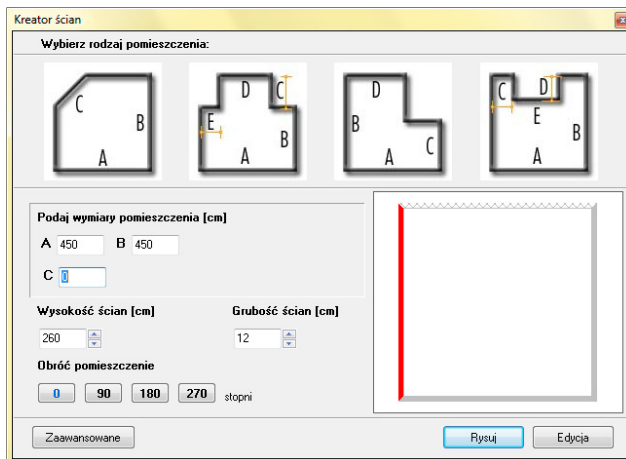 Kreator ścian
Wybierz rodzaj pomieszczenia:
C B A
D C E B A
D B A C
C D E B A
Podaj wymiary pomieszczenia [cm]
A 450 B 450
C 0
Wysokość ścian [cm] Grubość ścian [cm]
260 12
Obróć pomieszczenie
0 90 180 270 stopni
Zaawansowane Rysuj Edycja